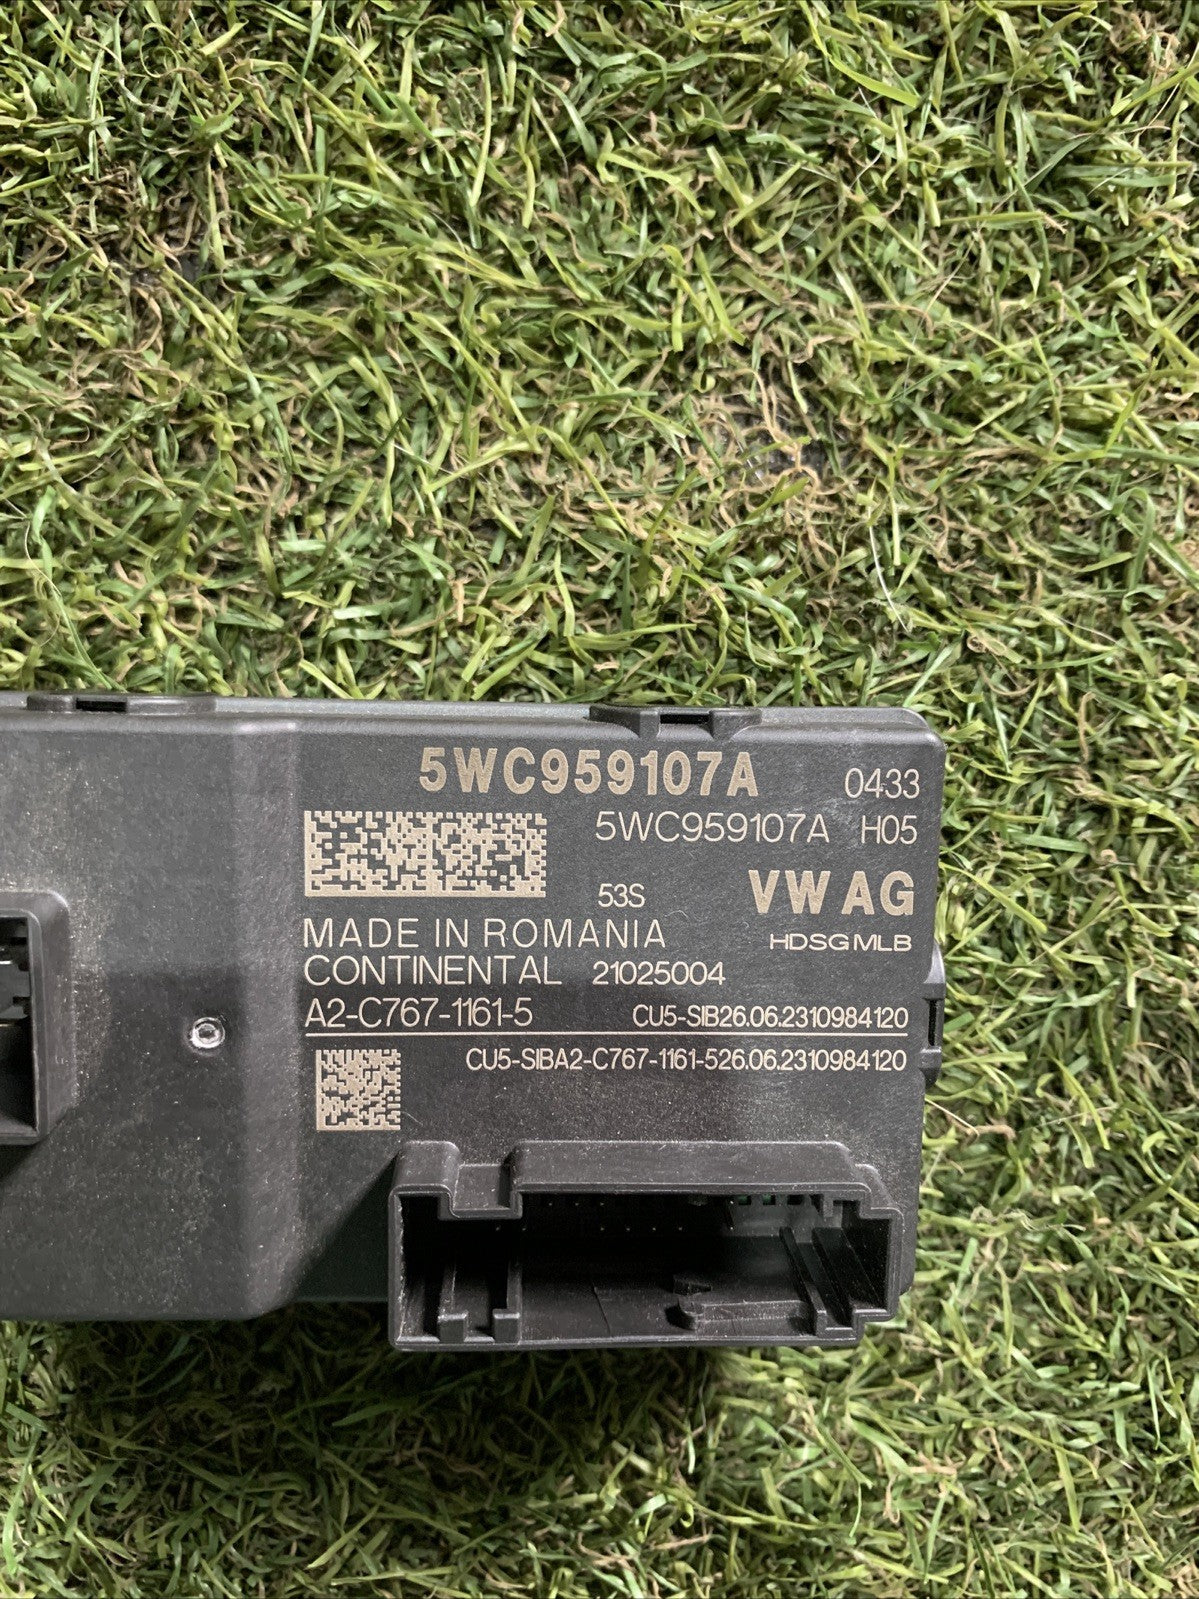 5WC959107A 0433
5WC959107A H05
53S VW AG
MADE IN ROMANIA HDSGMLB
CONTINENTAL 21025004
A2-C767-1161-5 CU5-SIB26.06.2310984120
CU5-SIBA2-C767-1161-526.06.2310984120